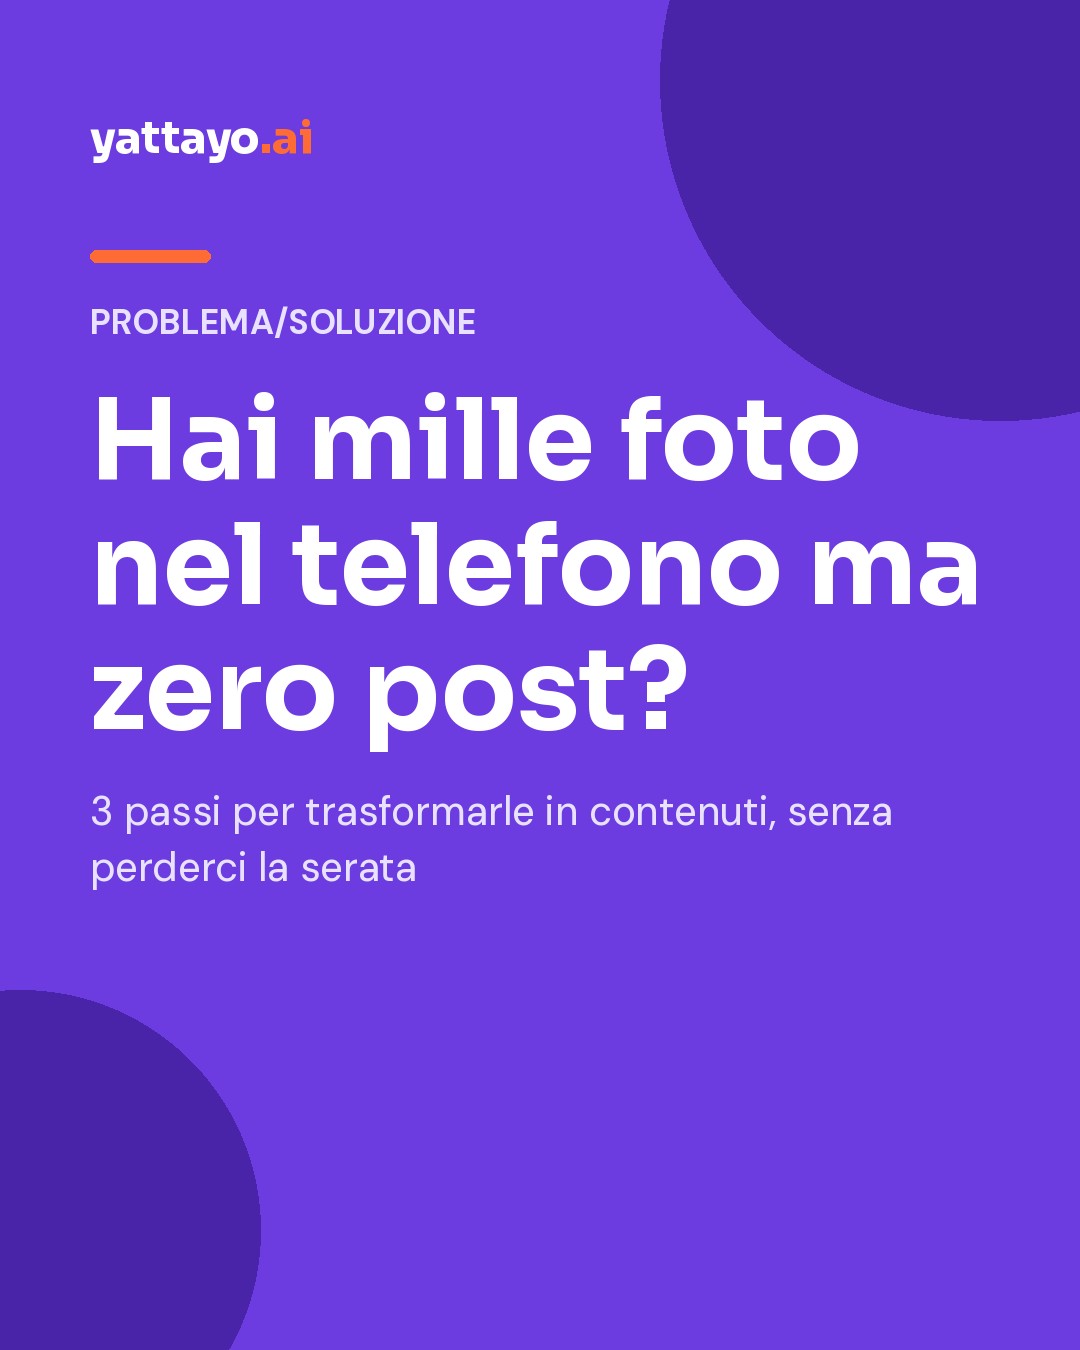 yattayo.ai
PROBLEMA/SOLUZIONE
Hai mille foto
nel telefono ma
zero post?
3 passi per trasformarle in contenuti, senza
perderci la serata